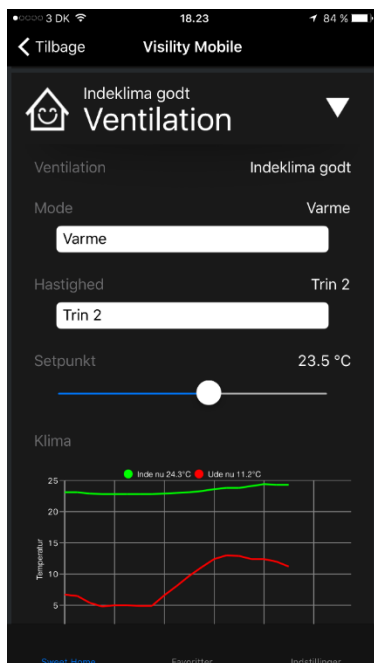 3 DK 18.23 84 %
Tilbage Visility Mobile
Indeklima godt
Ventilation
Ventilation Indeklima godt
Mode Varme
Varme
Hastighed Trin 2
Trin 2
Setpunkt 23.5 °C
Klima
Inde nu 24.3°C Ude nu 11.2°C
25
20
15
10
5
Temperatur
Sweet Home Favoritter Indstillinger